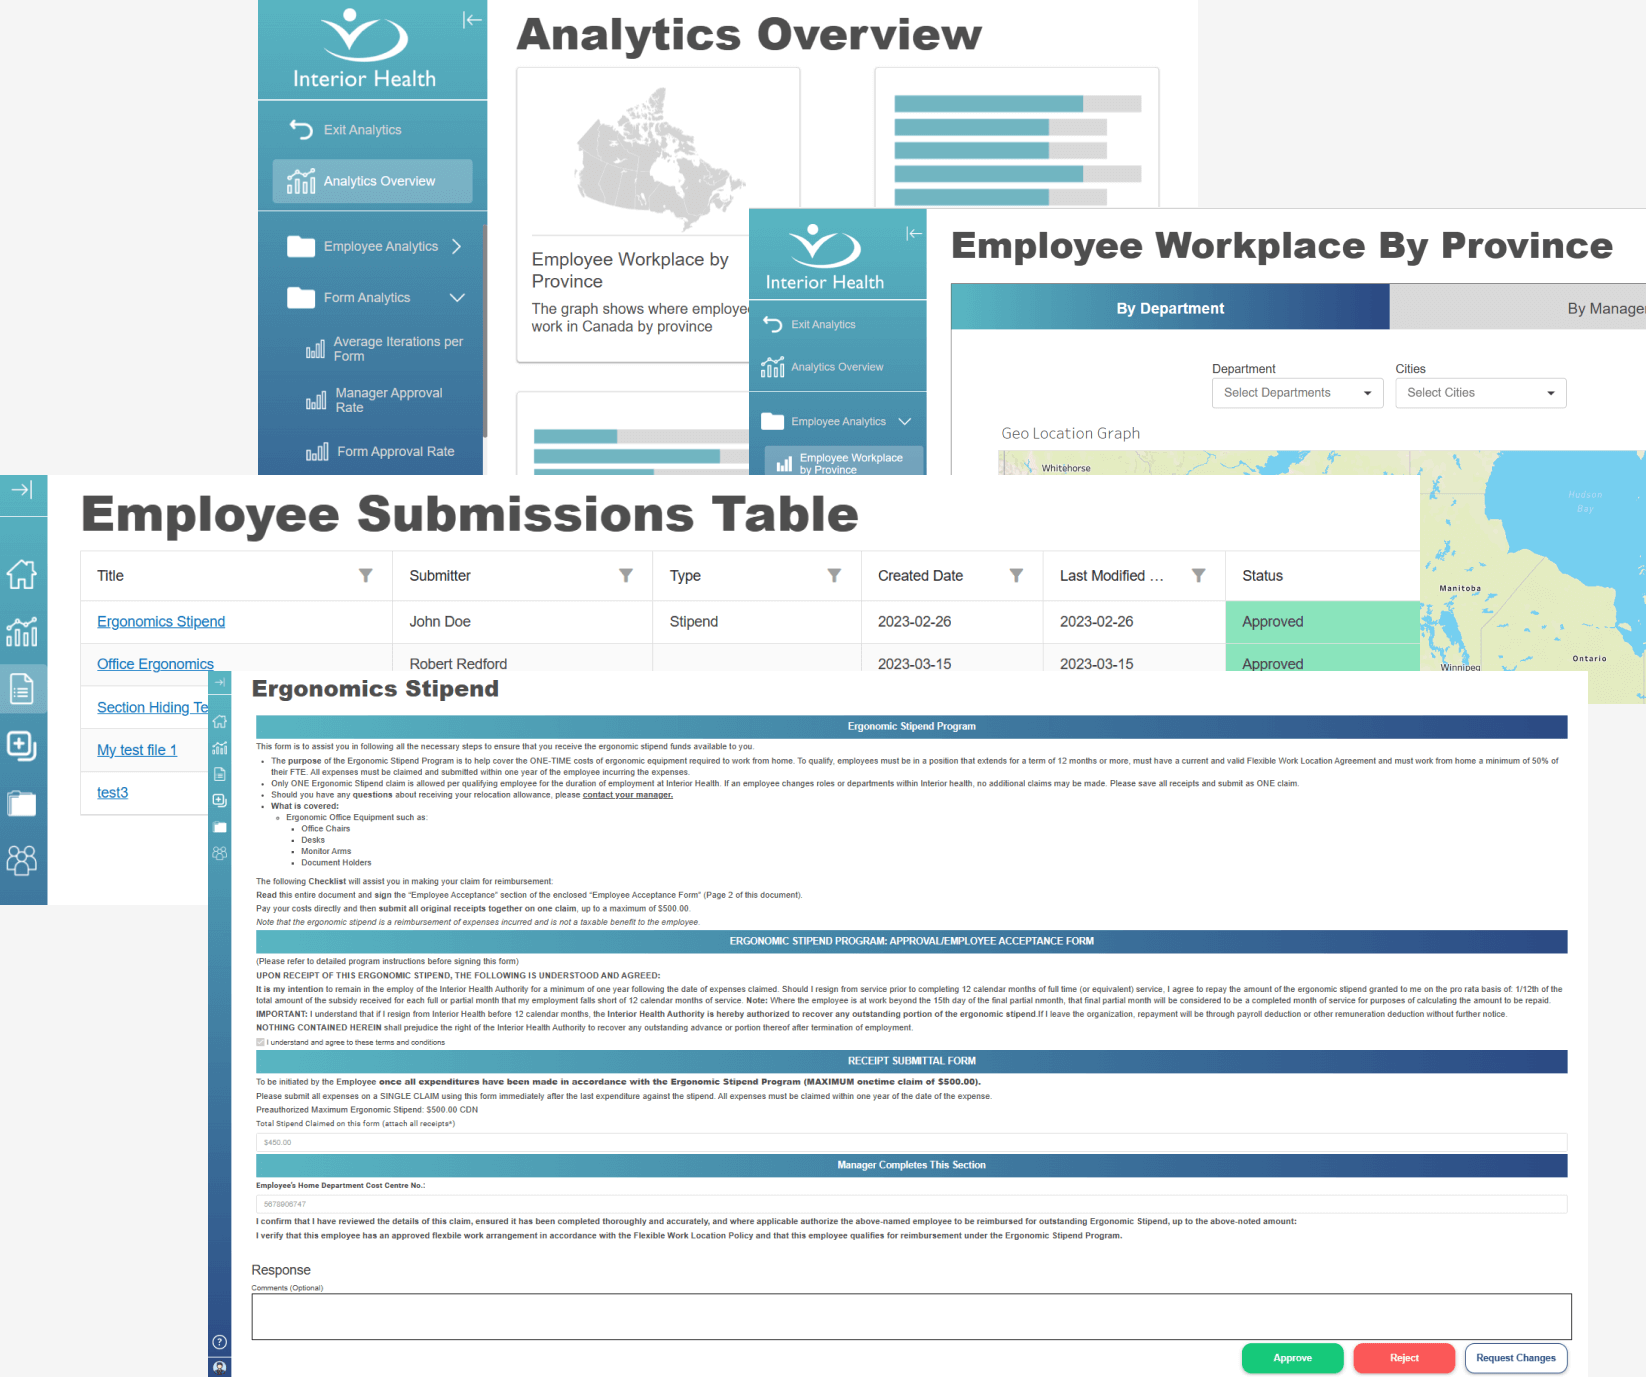 Interior Health
Exit Analytics
Analytics Overview
Employee Analytics
Form Analytics
Average Iterations per
Form
Manager Approval
Rate
Form Approval Rate
Analytics Overview
Employee Workplace by
Province
The graph shows where employe
work in Canada by province
Interior Health
Exit Analytics
Analytics Overview
Employee Analytics
Employee Workplace
by Province
Employee Workplace By Province
By Department
By Manage
Department
Cities
Select Departments
Select Cities
Geo Location Graph
Whitehorse
Hudson
Bay
Manitoba
Ontario
Winnipeg
Employee Submissions Table
Title Submitter Type Created Date Last Modified ... Status
Ergonomics Stipend John Doe Stipend 2023-02-26 2023-02-26 Approved
Office Ergonomics Robert Redford 2023-03-15 2023-03-15 Approved
Section Hiding Te
My test file 1
test3
Ergonomics Stipend
Ergonomic Stipend Program
This form is to assist you in following all the necessary steps to ensure that you receive the ergonomic stipend funds available to you.
• The purpose of the Ergonomic Stipend Program is to help cover the ONE-TIME costs of ergonomic equipment required to work from home. To qualify, employees must be in a position that extends for a term of 12 months or more, must have a current and valid Flexible Work Location Agreement and must work from home a minimum of 50% of
their FTE. All expenses must be claimed and submitted within one year of the employee incurring the expenses.
• Only ONE Ergonomic Stipend claim is allowed per qualifying employee for the duration of employment at Interior Health. If an employee changes roles or departments within Interior health, no additional claims may be made. Please save all receipts and submit as ONE claim.
• Should you have any questions about receiving your relocation allowance, please contact your manager.
• What is covered:
Ergonomic Office Equipment such as:
• Office Chairs
• Desks
• Monitor Arms
• Document Holders
The following Checklist will assist you in making your claim for reimbursement:
Read this entire document and sign the “Employee Acceptance” section of the enclosed “Employee Acceptance Form” (Page 2 of this document).
Pay your costs directly and then submit all original receipts together on one claim, up to a maximum of $500.00.
Note that the ergonomic stipend is a reimbursement of expenses incurred and is not a taxable benefit to the employee.
ERGONOMIC STIPEND PROGRAM: APPROVAL/EMPLOYEE ACCEPTANCE FORM
(Please refer to detailed program instructions before signing this form)
UPON RECEIPT OF THIS ERGONOMIC STIPEND, THE FOLLOWING IS UNDERSTOOD AND AGREED:
It is my intention to remain in the employ of the Interior Health Authority for a minimum of one year following the date of expenses claimed. Should I resign from service prior to completing 12 calendar months of full time (or equivalent) service, I agree to repay the amount of the ergonomic stipend granted to me on the pro rata basis of: 1/12th of the
total amount of the subsidy received for each full or partial month that my employment falls short of 12 calendar months of service. Note: Where the employee is at work beyond the 15th day of the final partial nmonth, that final partial month will be considered to be a completed month of service for purposes of calculating the amount to be repaid.
IMPORTANT: I understand that if I resign from Interior Health before 12 calendar months, the Interior Health Authority is hereby authorized to recover any outstanding portion of the ergonomic stipend.If I leave the organization, repayment will be through payroll deduction or other remuneration deduction without further notice.
NOTHING CONTAINED HEREIN shall prejudice the right of the Interior Health Authority to recover any outstanding advance or portion thereof after termination of employment.
I understand and agree to these terms and conditions
RECEIPT SUBMITTAL FORM
To be initiated by the Employee once all expenditures have been made in accordance with the Ergonomic Stipend Program (MAXIMUM onetime claim of $500.00).
Please submit all expenses on a SINGLE CLAIM using this form immediately after the last expenditure against the stipend. All expenses must be claimed within one year of the date of the expense.
Preauthorized Maximum Ergonomic Stipend: $500.00 CDN
Total Stipend Claimed on this form (attach all receipts*)
$450.00
Manager Completes This Section
Employee's Home Department Cost Centre No.:
5678906747
I confirm that I have reviewed the details of this claim, ensured it has been completed thoroughly and accurately, and where applicable authorize the above-named employee to be reimbursed for outstanding Ergonomic Stipend, up to the above-noted amount:
I verify that this employee has an approved flexbile work arrangement in accordance with the Flexible Work Location Policy and that this employee qualifies for reimbursement under the Ergonomic Stipend Program.
Response
Comments (Optional)
Approve
Reject
Request Changes